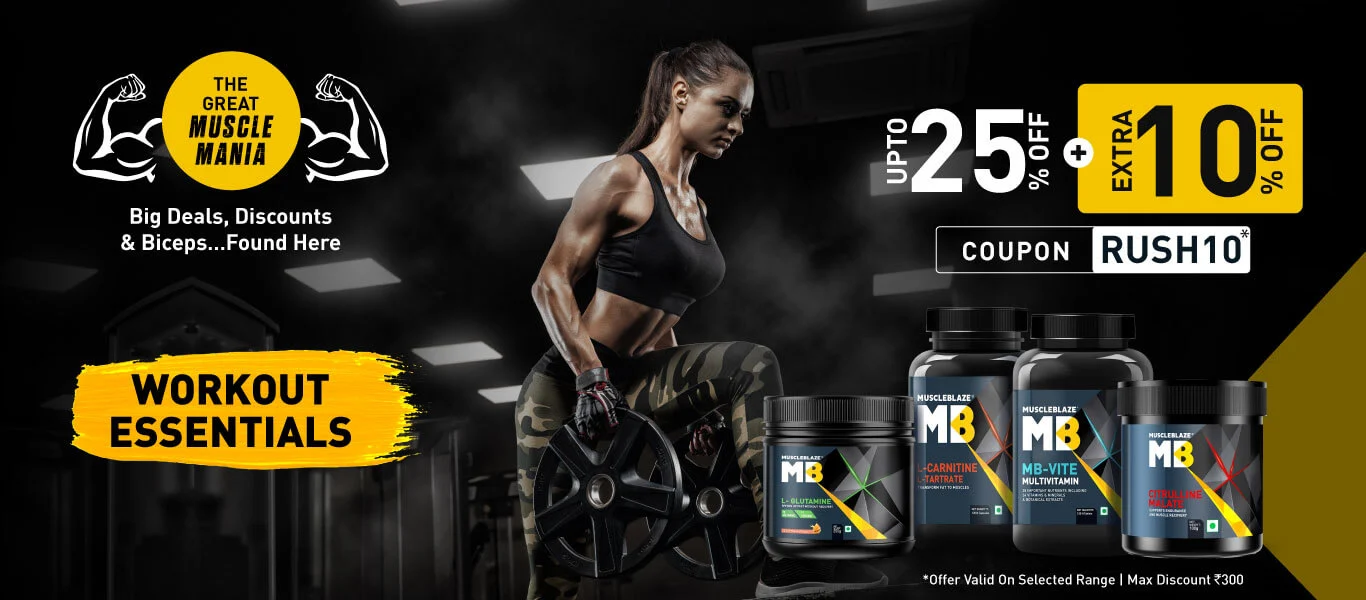 THE
GREAT
MUSCLE
MANIA
Big Deals, Discounts
& Biceps...Found Here
WORKOUT
ESSENTIALS
UPTO
25
% OFF
+
EXTRA
10
% OFF
COUPON RUSH10*
MUSCLEBLAZE
MB
L- GLUTAMINE
MUSCLEBLAZE
MB
L-CARNITINE
L-TARTRATE
MUSCLEBLAZE
MB
MB-VITE
MULTIVITAMIN
MUSCLEBLAZE
MB
CITRULLINE
MALATE
*Offer Valid On Selected Range | Max Discount ₹300